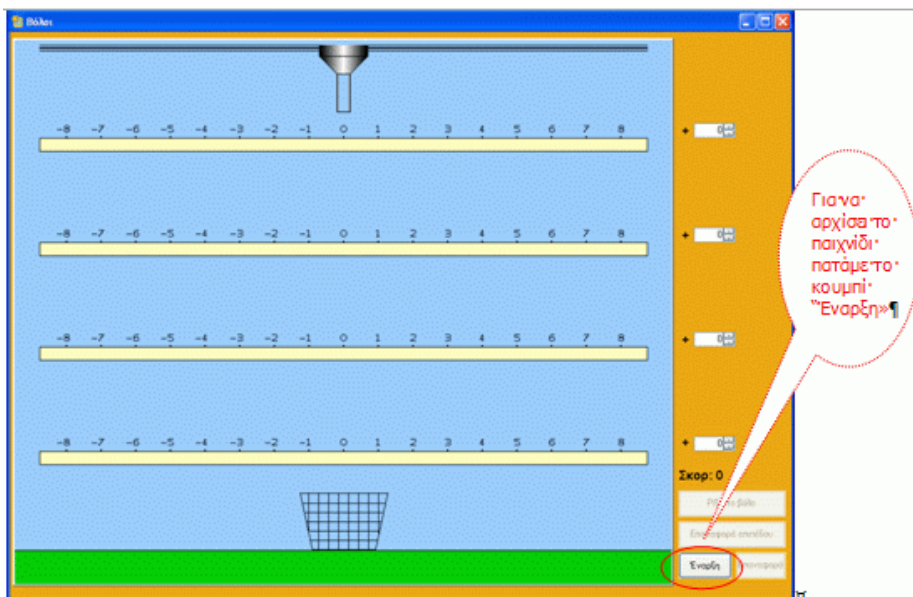 Βόλοι
-8 -7 -6 -5 -4 -3 -2 -1 0 1 2 3 4 5 6 7 8
+ 0
-8 -7 -6 -5 -4 -3 -2 -1 0 1 2 3 4 5 6 7 8
+ 0
-8 -7 -6 -5 -4 -3 -2 -1 0 1 2 3 4 5 6 7 8
+ 0
-8 -7 -6 -5 -4 -3 -2 -1 0 1 2 3 4 5 6 7 8
+ 0
Σκορ: 0
βόλο
επιπέδου
Έναρξη
Για·να·
αρχίσει·το·
παιχνίδι·
πατάμε·το·
κουμπί·
"Έναρξη»¶